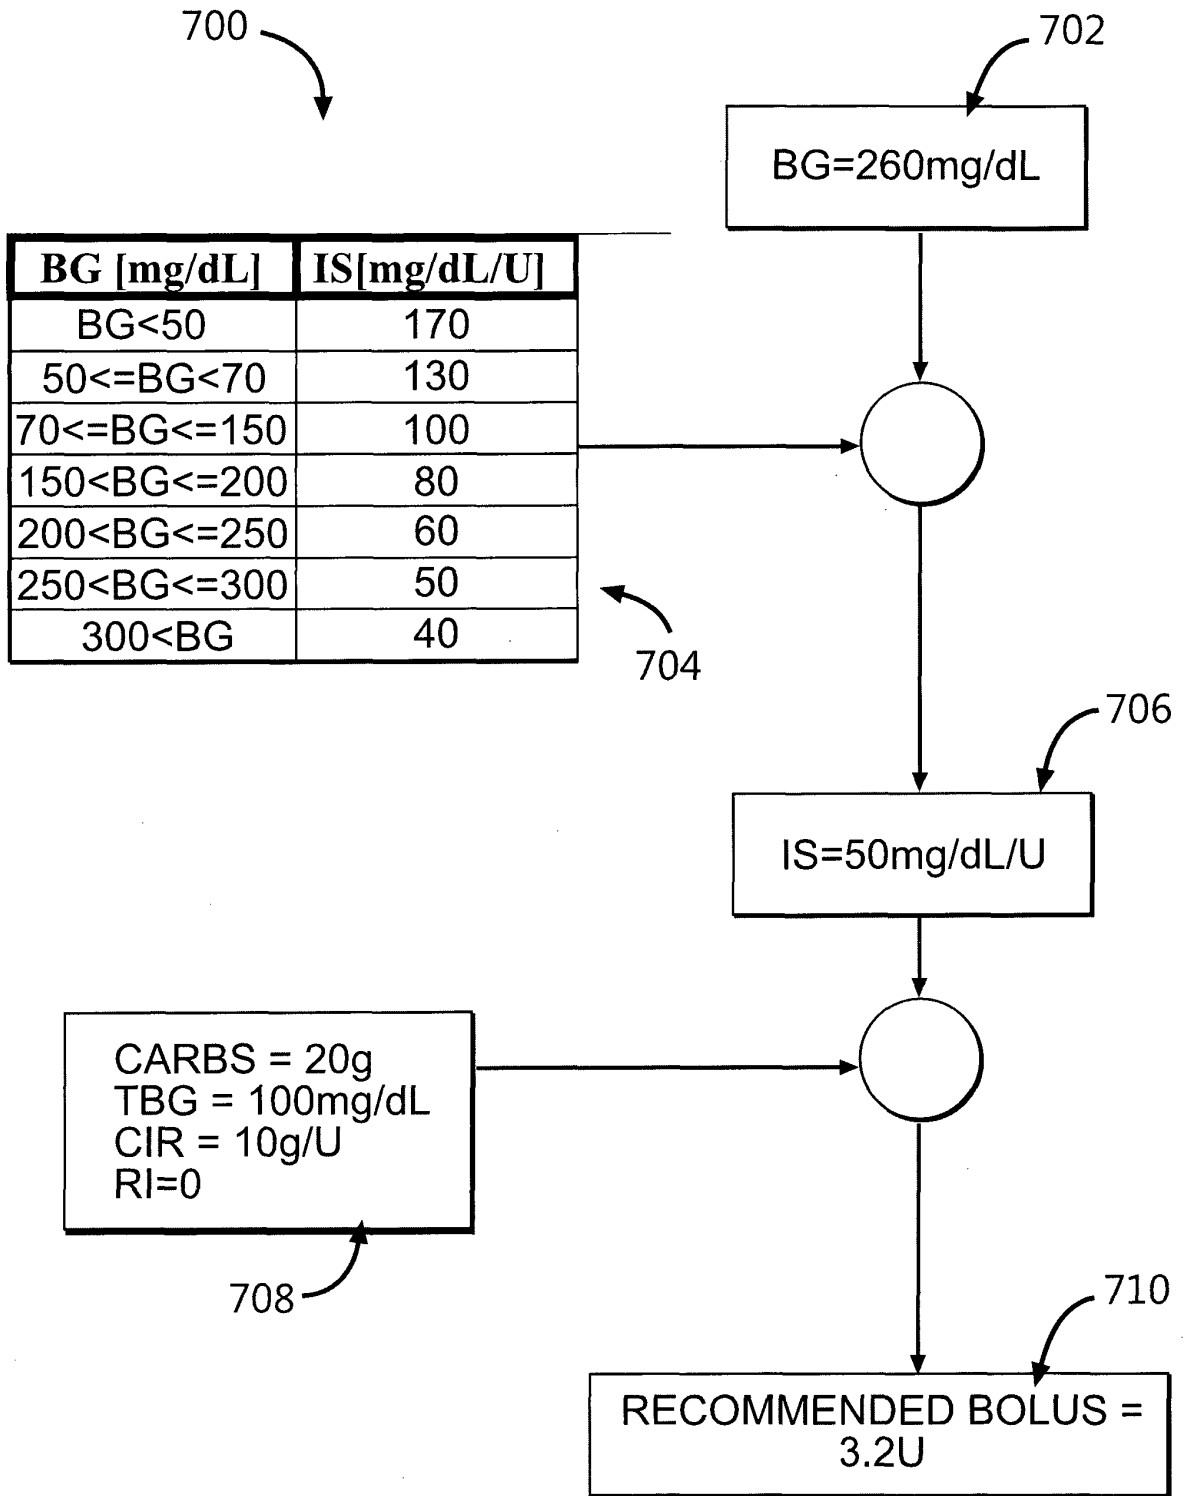 700
702
BG=260mg/dL
BG [mg/dL] IS[mg/dL/U]
BG<50 170
50<=BG<70 130
70<=BG<=150 100
150<BG<=200 80
200<BG<=250 60
250<BG<=300 50
300<BG 40
704
706
IS=50mg/dL/U
CARBS = 20g
TBG = 100mg/dL
CIR = 10g/U
RI=0
708
710
RECOMMENDED BOLUS =
3.2U